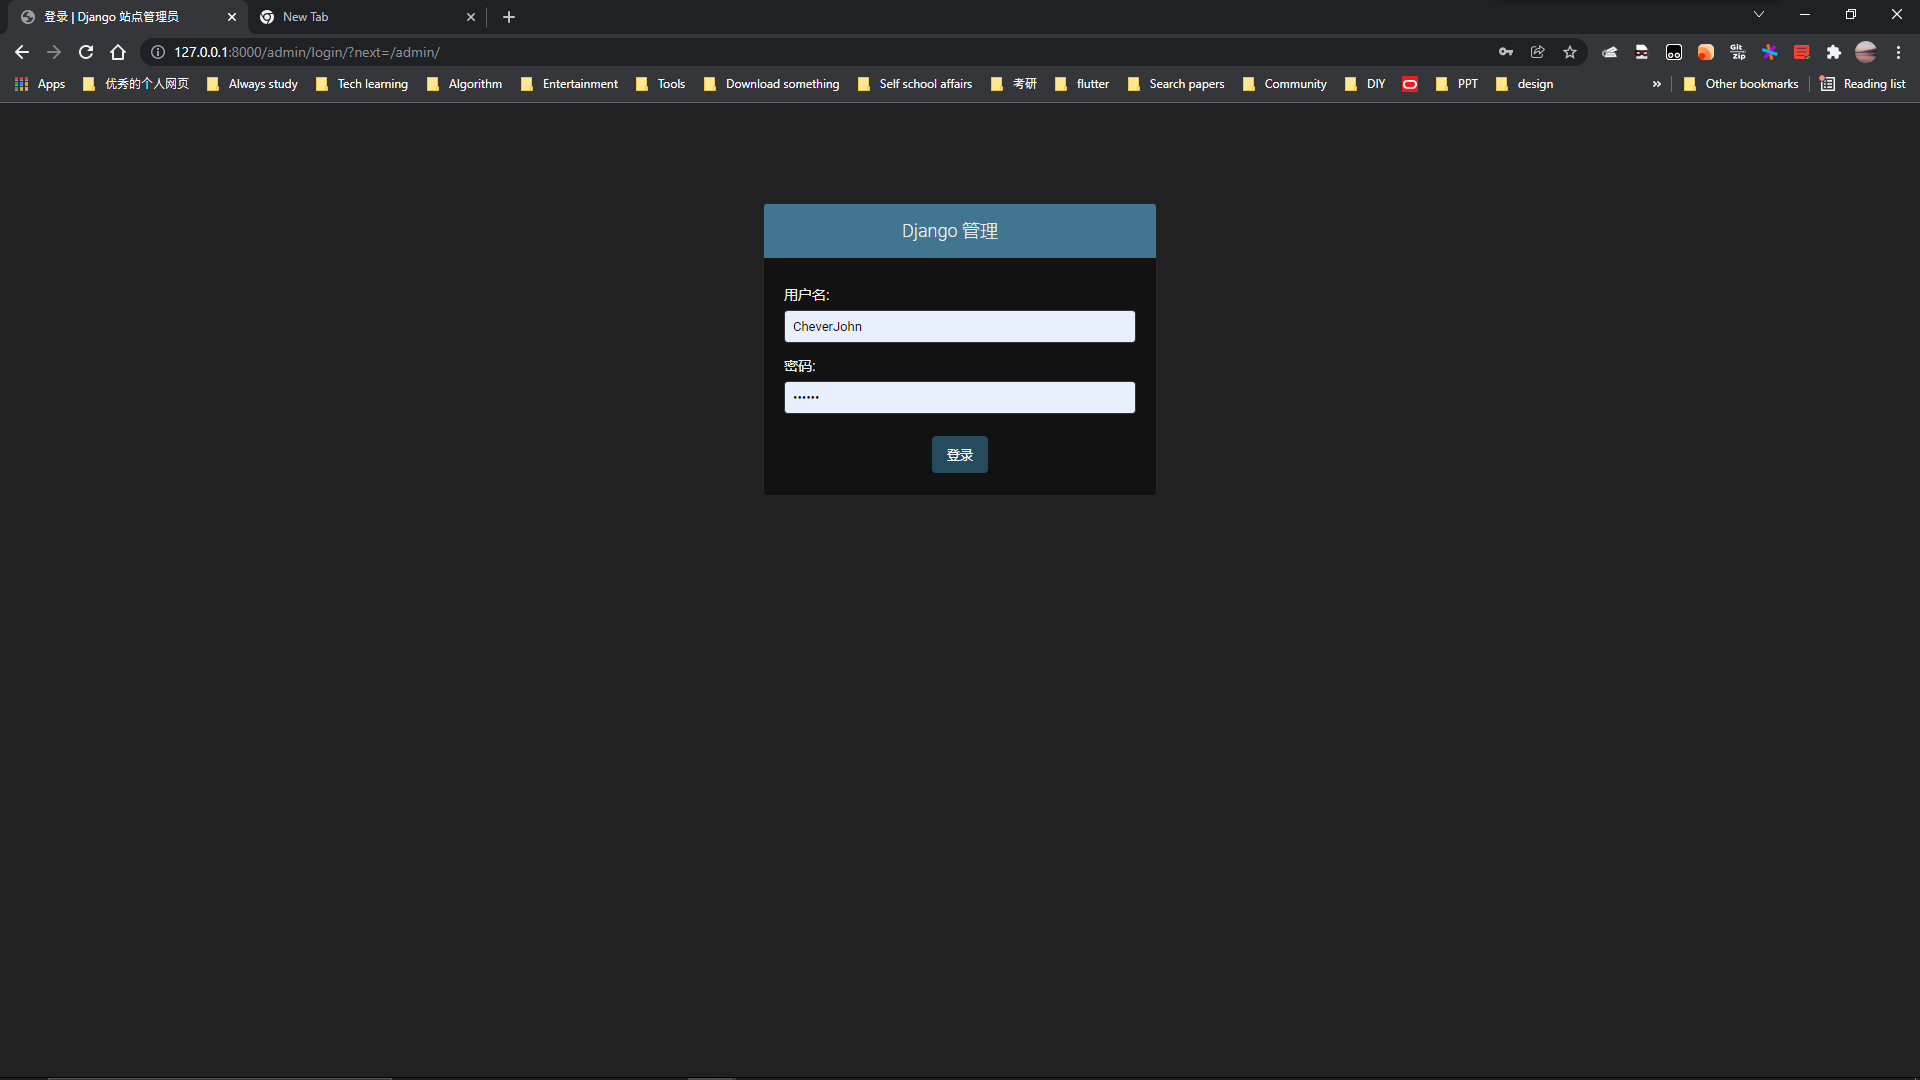 登录 | Django 站点管理员
New Tab
127.0.0.1:8000/admin/login/?next=/admin/
Git
Zip
Apps
优秀的个人网页
Always study
Tech learning
Algorithm
Entertainment
Tools
Download something
Self school affairs
考研
flutter
Search papers
Community
DIY
PPT
design
»
Other bookmarks
Reading list
Django 管理
用户名:
CheverJohn
密码:
••••••
登录